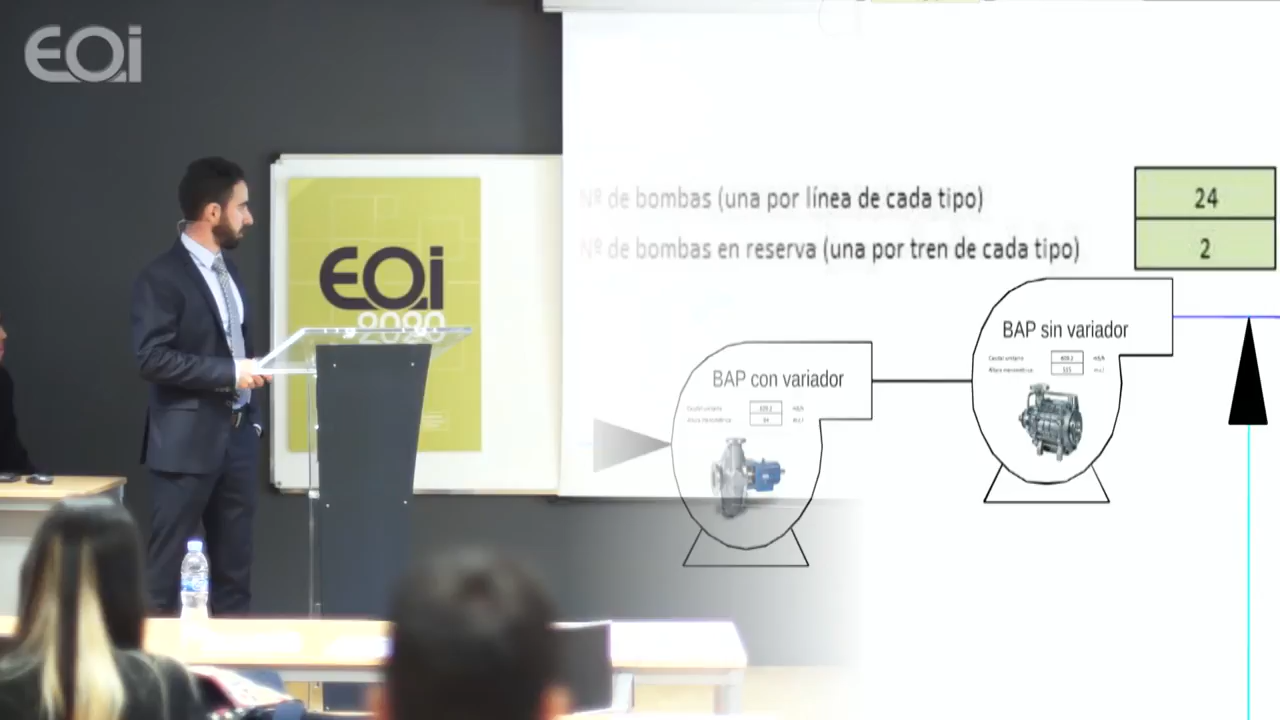 EOi
EOi
2020
Nº de bombas (una por línea de cada tipo)
24
Nº de bombas en reserva (una por tren de cada tipo)
2
BAP sin variador
BAP con variador